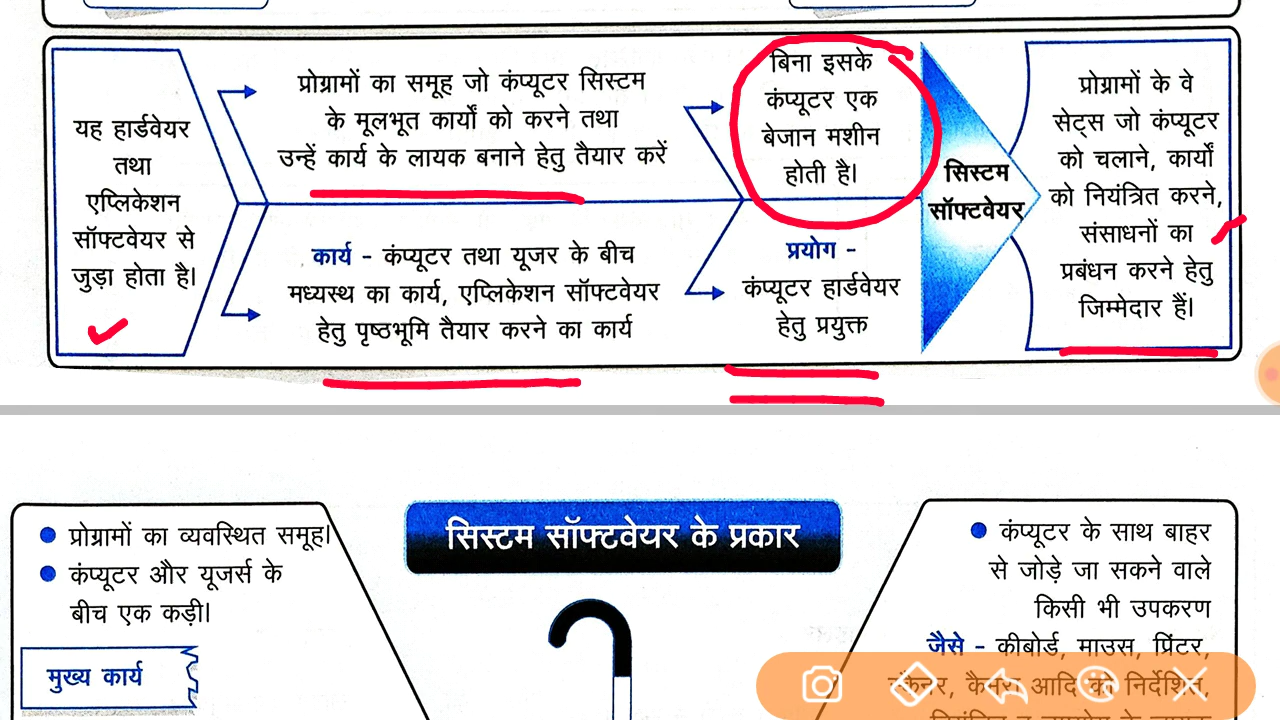 यह हार्डवेयर
तथा
एप्लिकेशन
सॉफ्टवेयर से
जुड़ा होता है।
प्रोग्रामों का समूह जो कंप्यूटर सिस्टम
के मूलभूत कार्यों को करने तथा
उन्हें कार्य के लायक बनाने हेतु तैयार करें
कार्य - कंप्यूटर तथा यूजर के बीच
मध्यस्थ का कार्य, एप्लिकेशन सॉफ्टवेयर
हेतु पृष्ठभूमि तैयार करने का कार्य
बिना इसके
कंप्यूटर एक
बेजान मशीन
होती है।
प्रयोग -
कंप्यूटर हार्डवेयर
हेतु प्रयुक्त
सिस्टम
सॉफ्टवेयर
प्रोग्रामों के वे
सेट्स जो कंप्यूटर
को चलाने, कार्यों
को नियंत्रित करने,
संसाधनों का
प्रबंधन करने हेतु
जिम्मेदार हैं।
सिस्टम सॉफ्टवेयर के प्रकार
प्रोग्रामों का व्यवस्थित समूह।
कंप्यूटर और यूजर्स के
बीच एक कड़ी।
मुख्य कार्य
कंप्यूटर के साथ बाहर
से जोड़े जा सकने वाले
किसी भी उपकरण
जैसे - कीबोर्ड, माउस, प्रिंटर,
कैमरा आदि को निर्देशित,